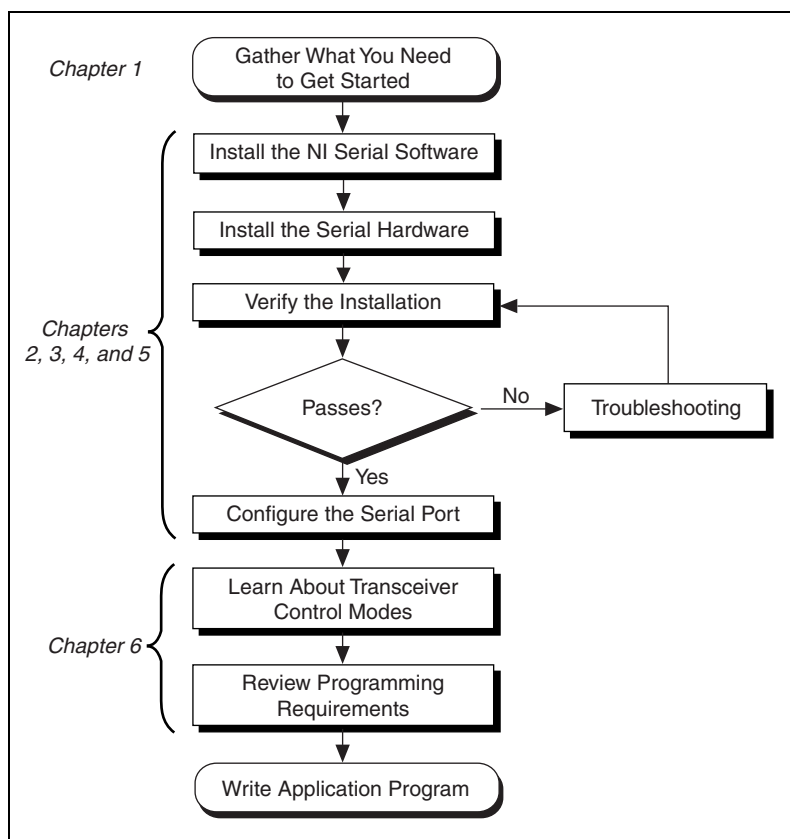 Chapter 1
Gather What You Need
to Get Started
Install the NI Serial Software
Install the Serial Hardware
Verify the Installation
Chapters
2, 3, 4, and 5
Passes?
No
Troubleshooting
Yes
Configure the Serial Port
Learn About Transceiver
Control Modes
Chapter 6
Review Programming
Requirements
Write Application Program